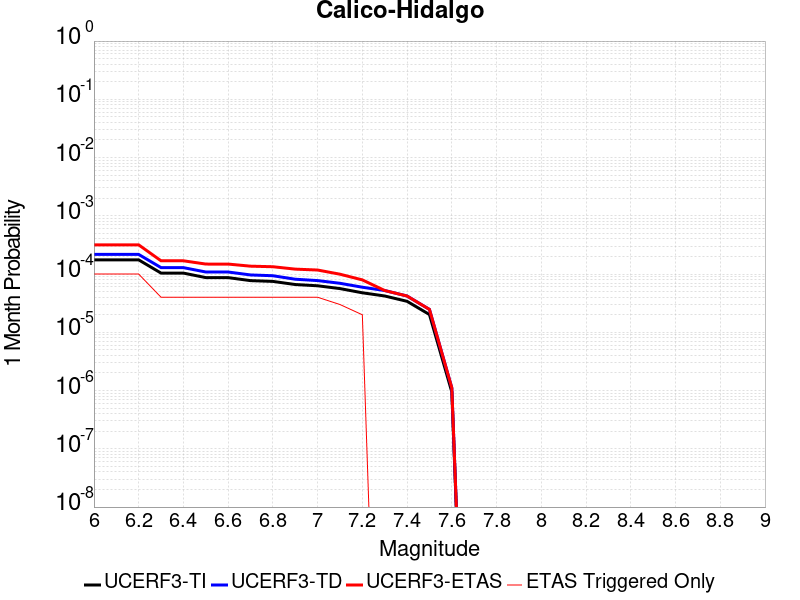 Calico-Hidalgo
10^0
10^-1
10^-2
10^-3
10^-4
10^-5
10^-6
10^-7
10^-8
1 Month Probability
6 6.2 6.4 6.6 6.8 7 7.2 7.4 7.6 7.8 8 8.2 8.4 8.6 8.8 9
Magnitude
UCERF3-TI UCERF3-TD UCERF3-ETAS ETAS Triggered Only